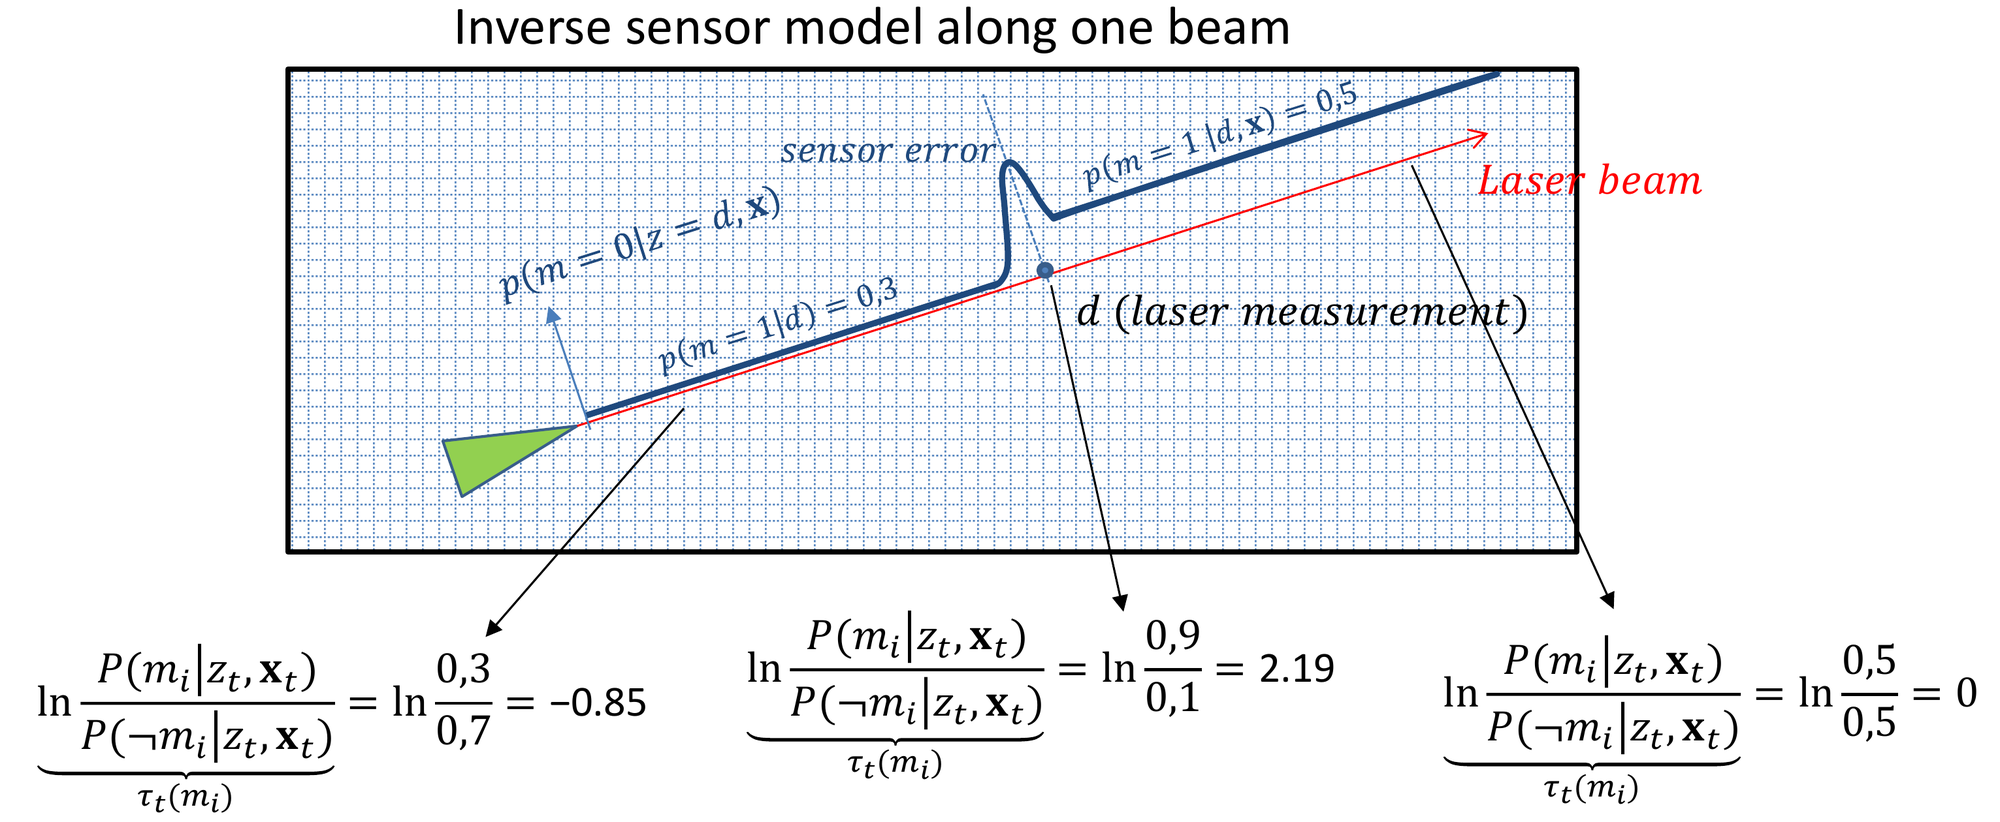 Inverse sensor model along one beam
p(m = 1 |d, x) = 0,5
sensor error
Laser beam
p(m = 0|z = d, x)
p(m = 1|d) = 0,3
d (laser measurement)
ln P(m_i|z_t, x_t) / P(¬m_i|z_t, x_t) = ln 0,3 / 0,7 = −0.85
τ_t(m_i)
ln P(m_i|z_t, x_t) / P(¬m_i|z_t, x_t) = ln 0,9 / 0,1 = 2.19
τ_t(m_i)
ln P(m_i|z_t, x_t) / P(¬m_i|z_t, x_t) = ln 0,5 / 0,5 = 0
τ_t(m_i)